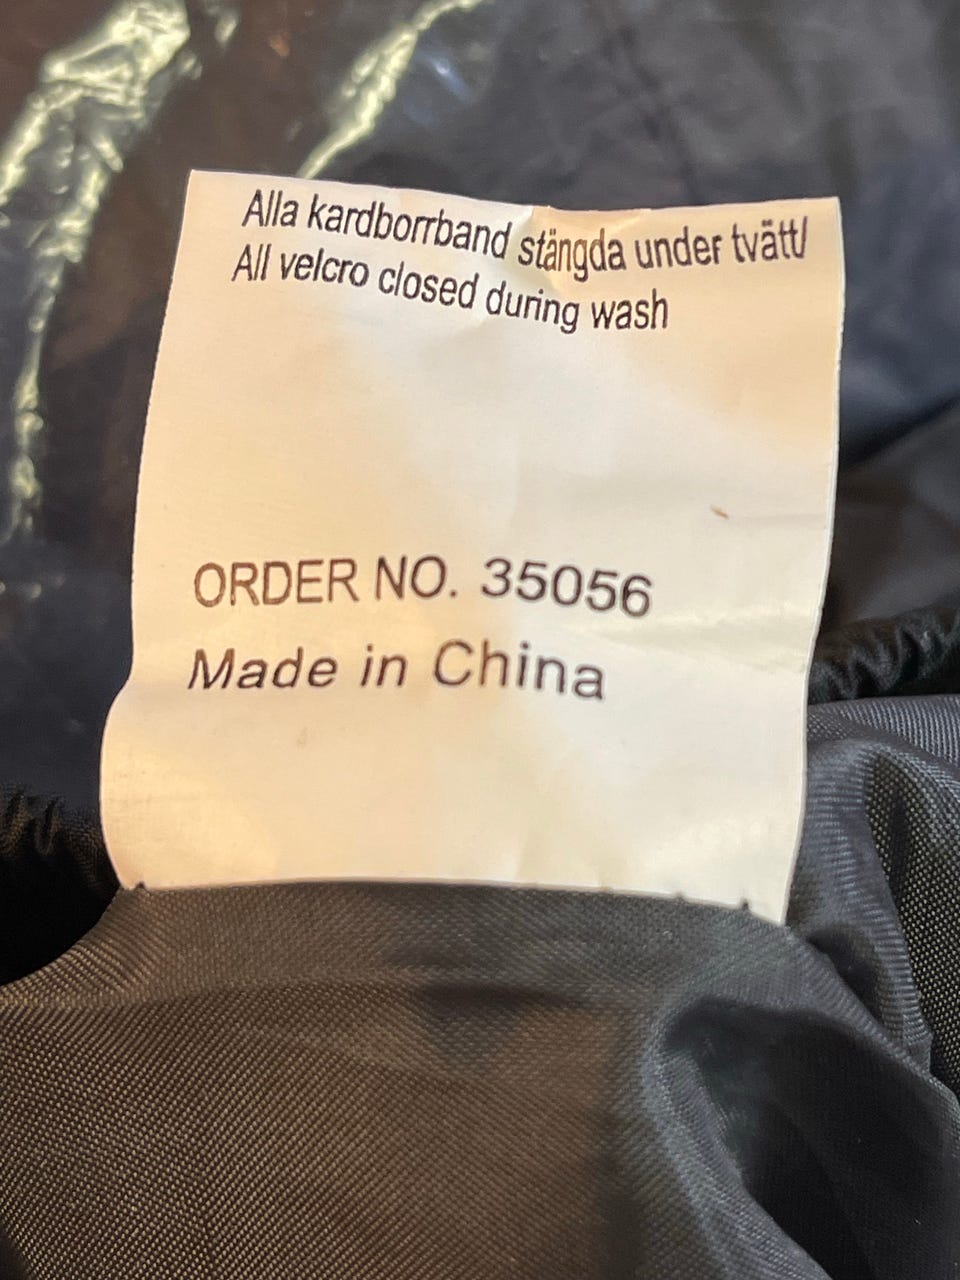 Alla kardborrband stängda under tvätt/
All velcro closed during wash
ORDER NO. 35056
Made in China